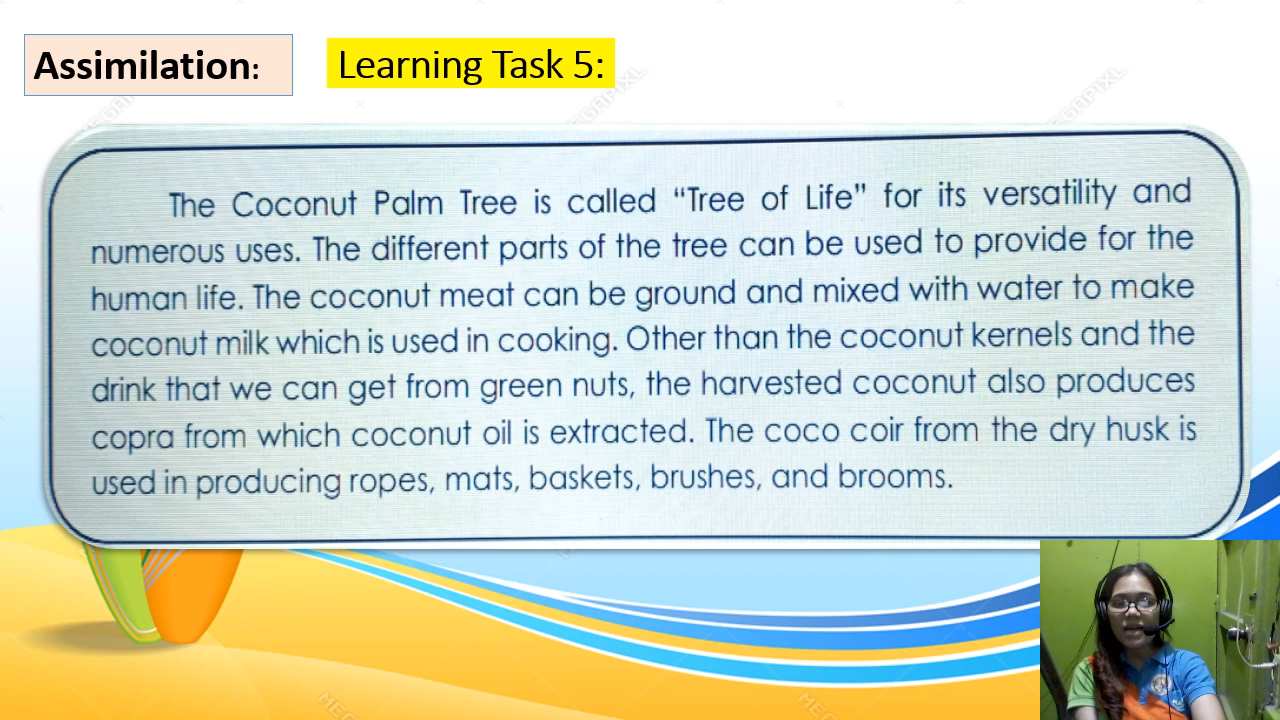 Assimilation:
Learning Task 5:
The Coconut Palm Tree is called “Tree of Life” for its versatility and
numerous uses. The different parts of the tree can be used to provide for the
human life. The coconut meat can be ground and mixed with water to make
coconut milk which is used in cooking. Other than the coconut kernels and the
drink that we can get from green nuts, the harvested coconut also produces
copra from which coconut oil is extracted. The coco coir from the dry husk is
used in producing ropes, mats, baskets, brushes, and brooms.
MEGAPIXL